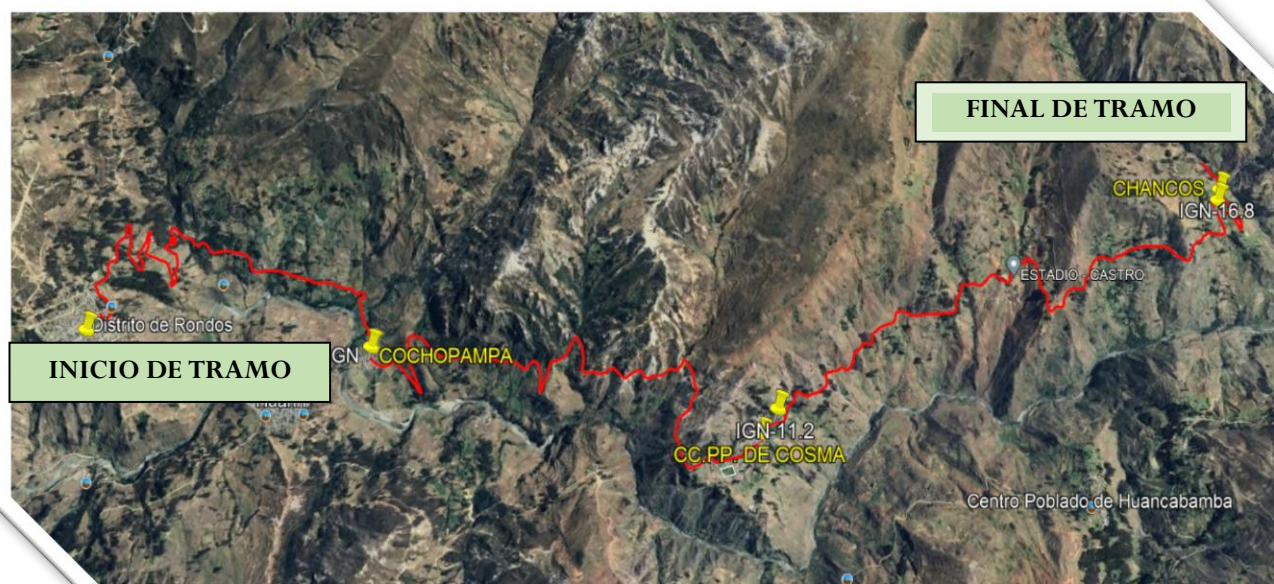 FINAL DE TRAMO
CHANCOS
IGN-16.8
ESTADIO - CASTRO
Distrito de Rondos
IGN
COCHOPAMPA
INICIO DE TRAMO
IGN-11.2
CC.PP. DE COSMA
Centro Poblado de Huancabamba